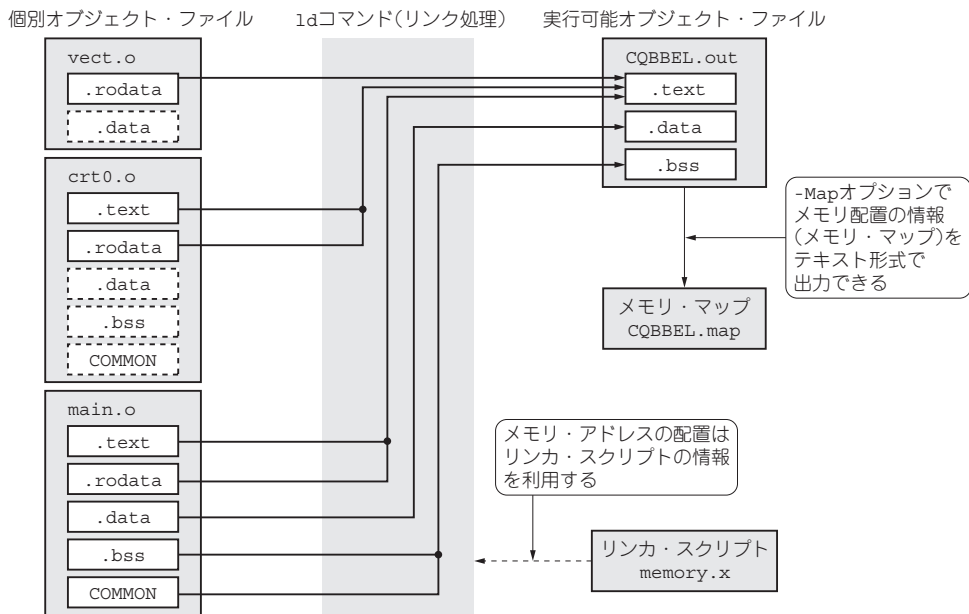 個別オブジェクト・ファイル
ldコマンド(リンク処理)
実行可能オブジェクト・ファイル
vect.o
.rodata
.data
crt0.o
.text
.rodata
.data
.bss
COMMON
main.o
.text
.rodata
.data
.bss
COMMON
CQBBEL.out
.text
.data
.bss
-Mapオプションで
メモリ配置の情報
(メモリ・マップ)を
テキスト形式で
出力できる
メモリ・マップ
CQBBEL.map
メモリ・アドレスの配置は
リンカ・スクリプトの情報
を利用する
リンカ・スクリプト
memory.x